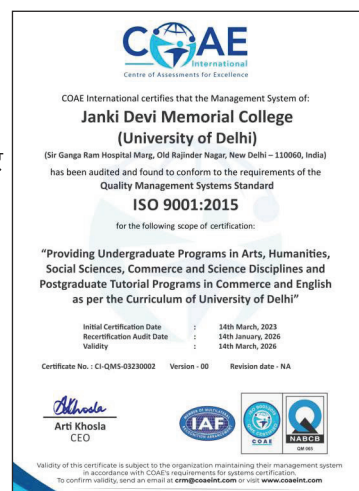 COAE
International
Centre of Assessments for Excellence
COAE International certifies that the Management System of:
Janki Devi Memorial College
(University of Delhi)
(Sir Ganga Ram Hospital Marg, Old Rajinder Nagar, New Delhi – 110060, India)
has been audited and found to conform to the requirements of the
Quality Management Systems Standard
ISO 9001:2015
for the following scope of certification:
“Providing Undergraduate Programs in Arts, Humanities,
Social Sciences, Commerce and Science Disciplines and
Postgraduate Tutorial Programs in Commerce and English
as per the Curriculum of University of Delhi”
Initial Certification Date : 14th March, 2023
Recertification Audit Date : 14th January, 2026
Validity : 14th March, 2026
Certificate No. : CI-QMS-03230002 Version - 00 Revision date - NA
Arti Khosla
CEO
IAF
COAE
NABCB
QM 065
Validity of this certificate is subject to the organization maintaining their management system
in accordance with COAE's requirements for systems certification.
To confirm validity, send an email at crm@coaeint.com or visit www.coaeint.com